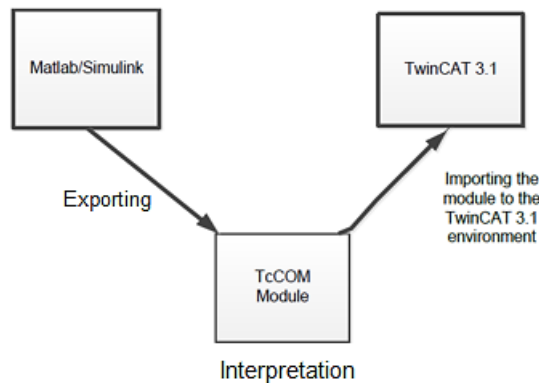 Matlab/Simulink
TwinCAT 3.1
Exporting
Importing the
module to the
TwinCAT 3.1
environment
TcCOM
Module
Interpretation